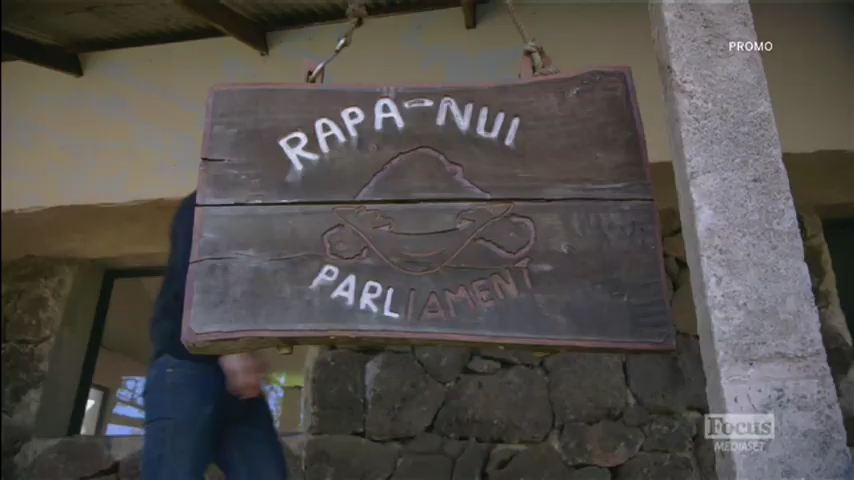 PROMO
RAPA-NUI
PARLIAMENT
Focus
MEDIASET